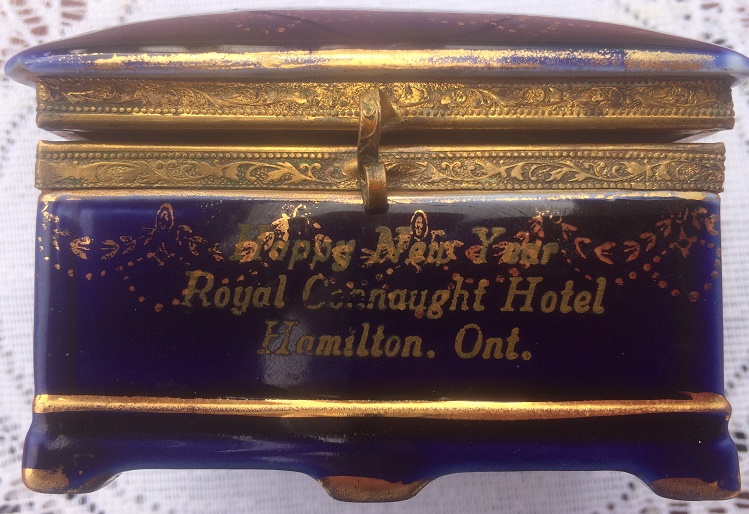 Happy New Year
Royal Connaught Hotel
Hamilton. Ont.